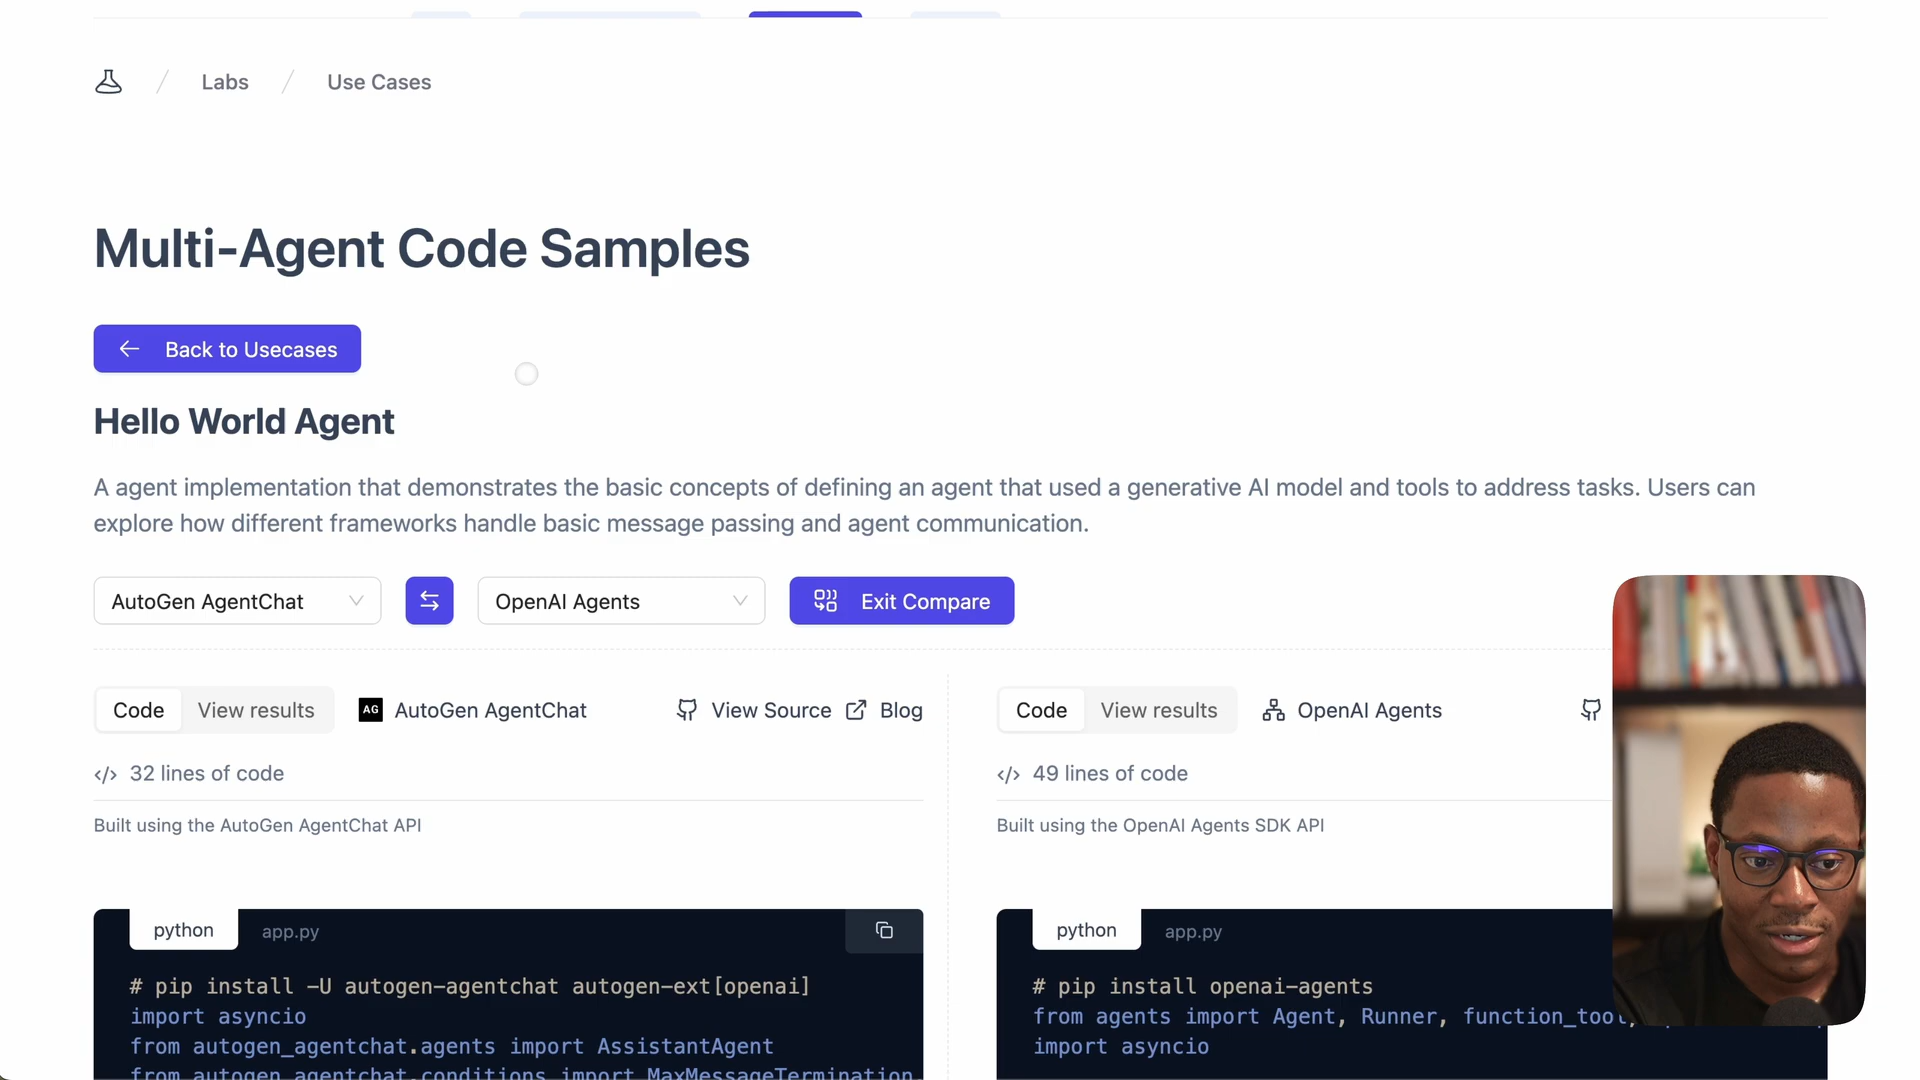 Labs / Use Cases
Multi-Agent Code Samples
Back to Usecases
Hello World Agent
A agent implementation that demonstrates the basic concepts of defining an agent that used a generative AI model and tools to address tasks. Users can
explore how different frameworks handle basic message passing and agent communication.
AutoGen AgentChat
OpenAI Agents
Exit Compare
Code View results AG AutoGen AgentChat View Source Blog
32 lines of code
Built using the AutoGen AgentChat API
python app.py
# pip install -U autogen-agentchat autogen-ext[openai]
import asyncio
from autogen_agentchat.agents import AssistantAgent
from autogen_agentchat.conditions import MaxMessageTermination,
Code View results OpenAI Agents
49 lines of code
Built using the OpenAI Agents SDK API
python app.py
# pip install openai-agents
from agents import Agent, Runner, function_tool,
import asyncio